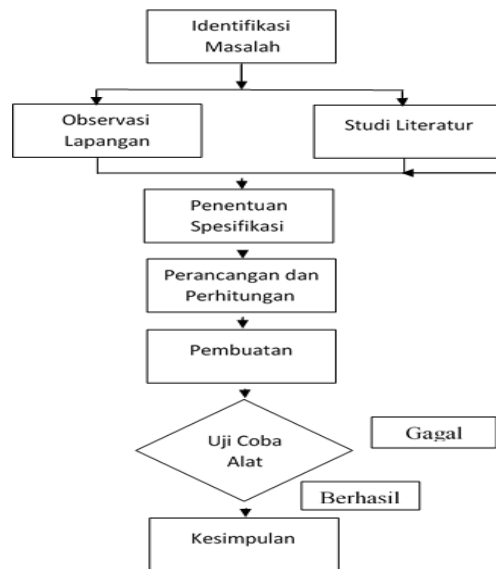 Identifikasi
Masalah
Observasi
Lapangan
Studi Literatur
Penentuan
Spesifikasi
Perancangan dan
Perhitungan
Pembuatan
Uji Coba
Alat
Gagal
Berhasil
Kesimpulan